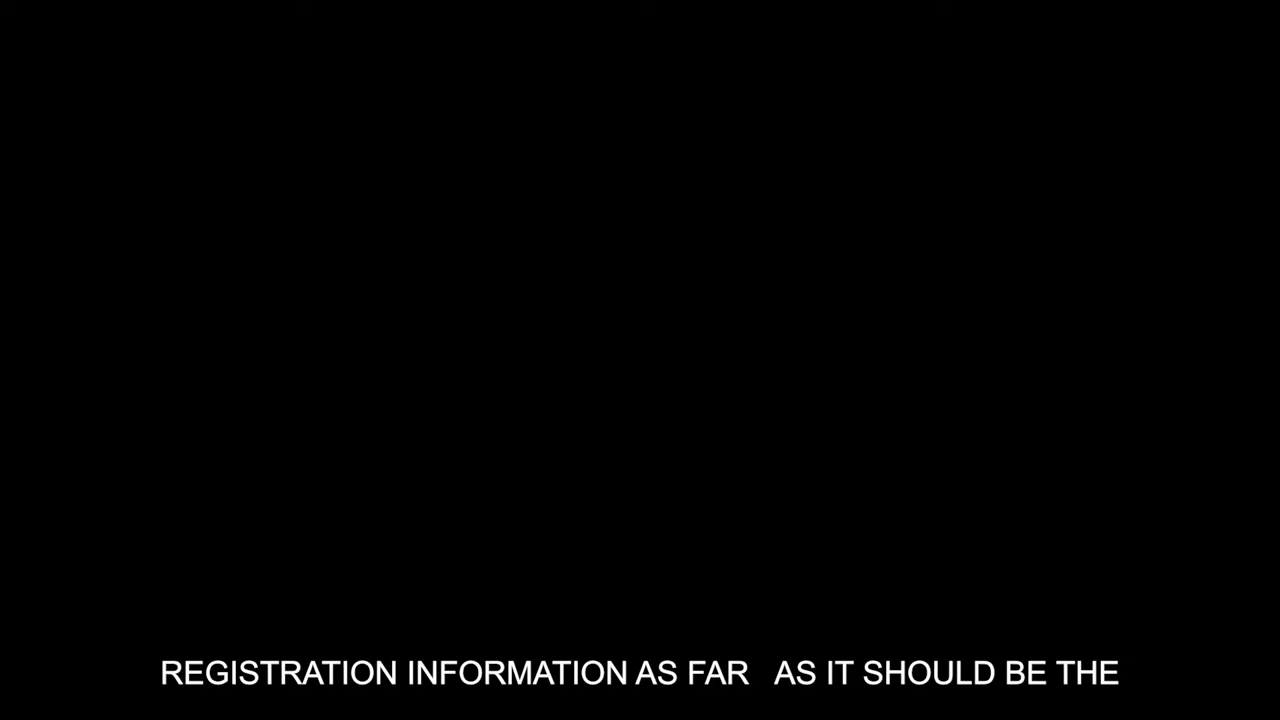 REGISTRATION INFORMATION AS FAR   AS IT SHOULD BE THE